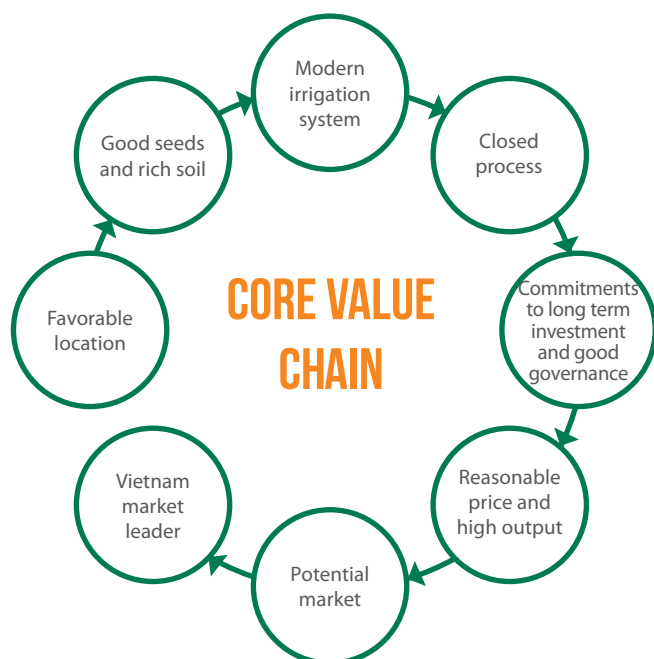 Modern
irrigation
system
Good seeds
and rich soil
Closed
process
Favorable
location
CORE VALUE
CHAIN
Commitments
to long term
investment
and good
governance
Reasonable
price and
high output
Vietnam
market
leader
Potential
market